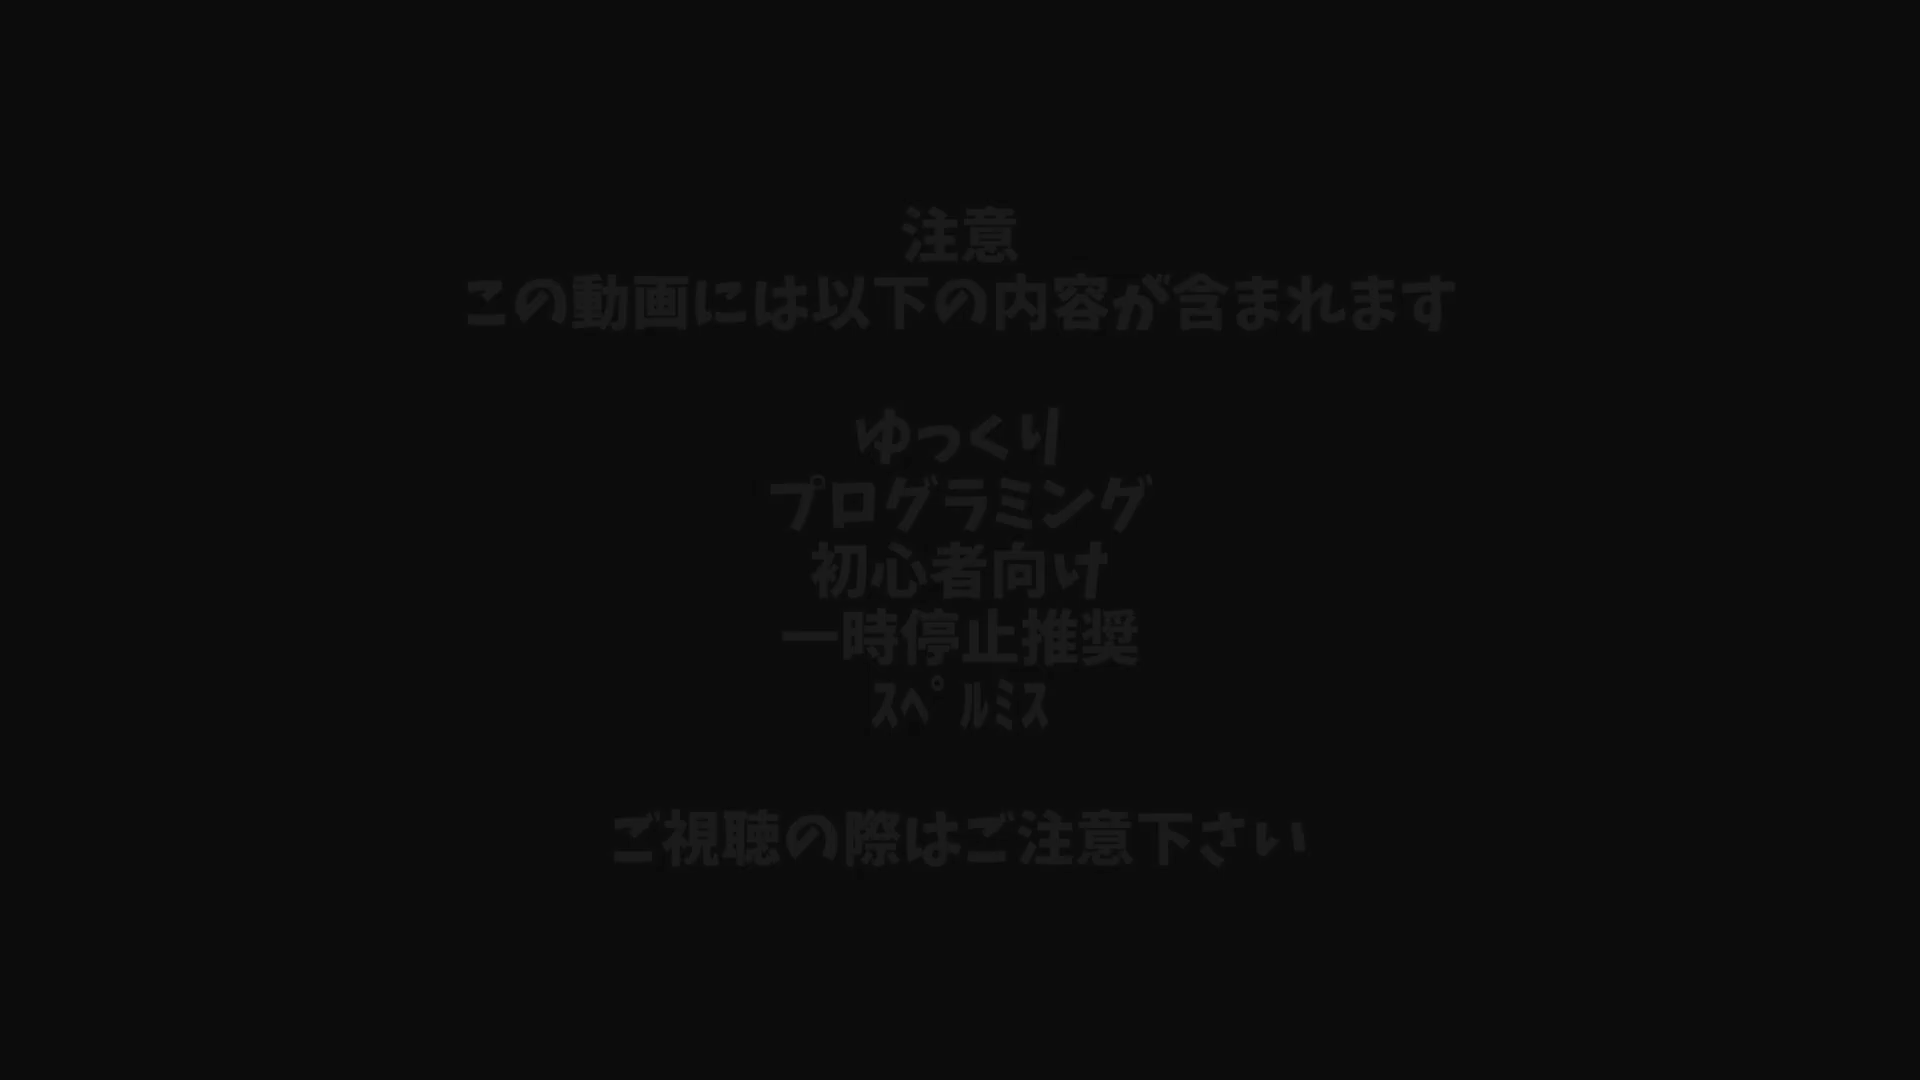 注意
この動画には以下の内容が含まれます
ゆっくり
プログラミング
初心者向け
一時停止推奨
ｽﾍﾟﾙﾐｽ
ご視聴の際はご注意下さい